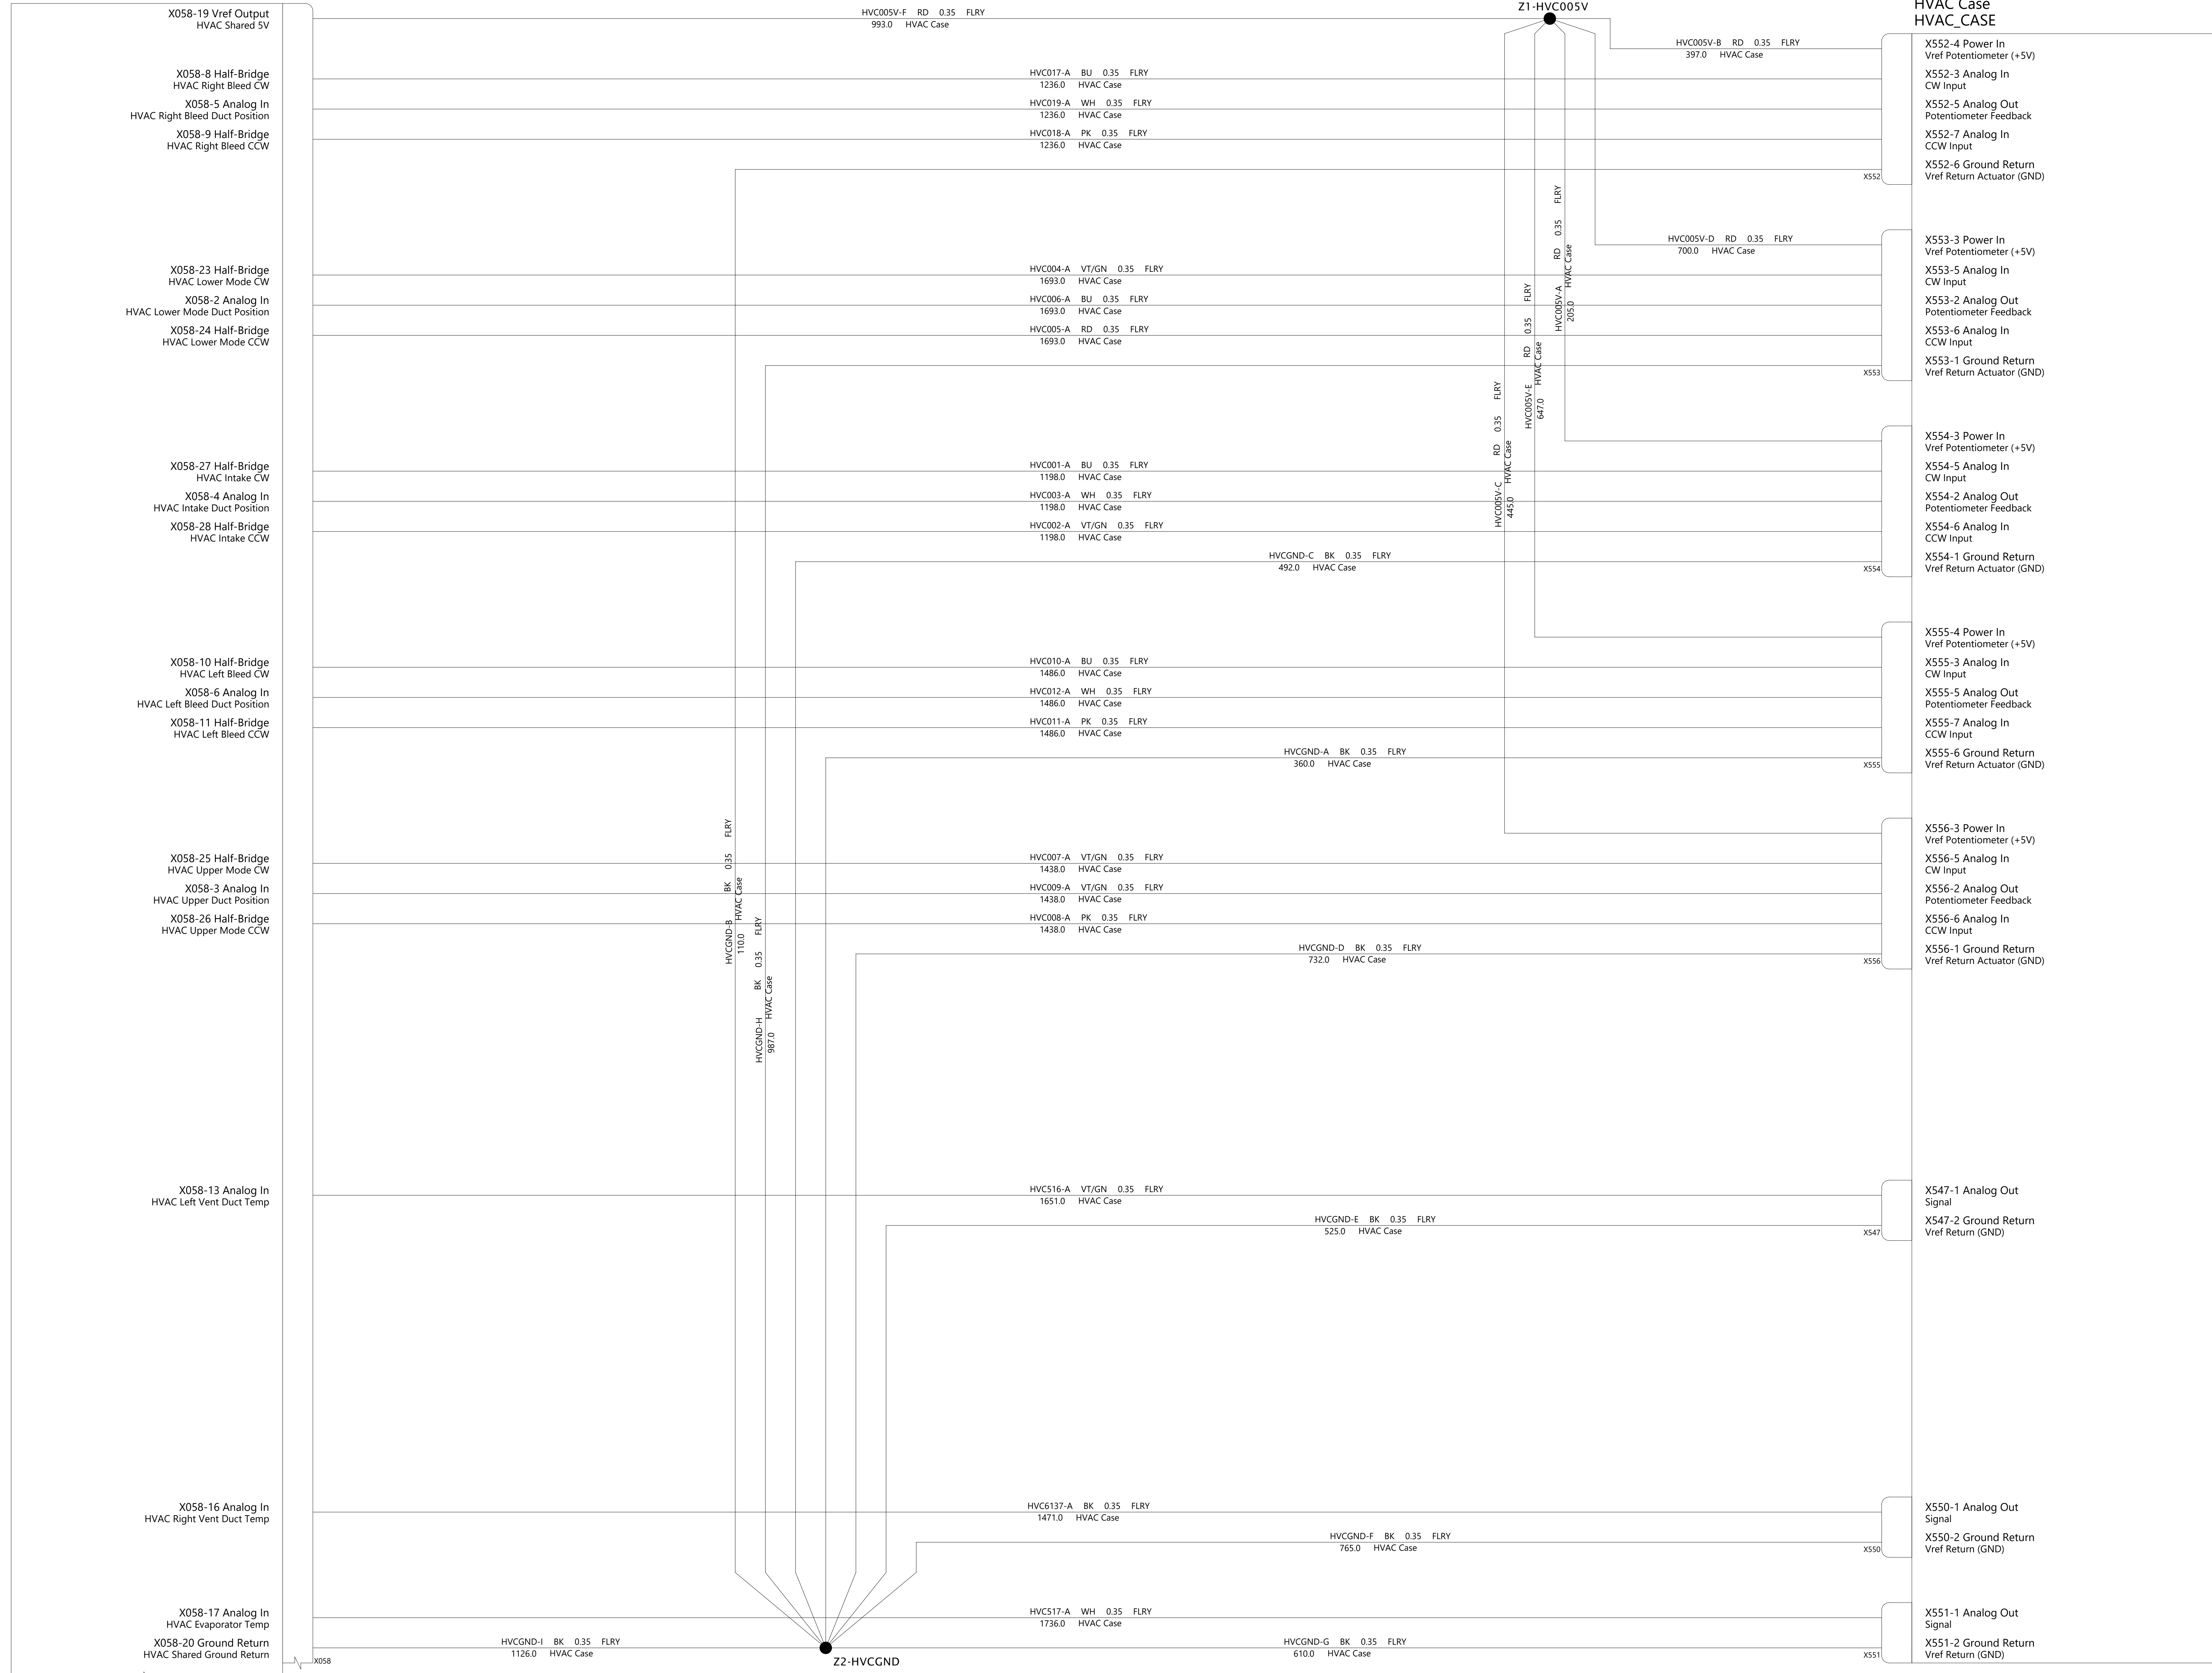 X058-19 Vref Output
HVAC Shared 5V
HVC005V-F RD 0.35 FLRY
993.0 HVAC Case
Z1-HVC005V
HVAC Case
HVAC_CASE
HVC005V-B RD 0.35 FLRY
397.0 HVAC Case
X552-4 Power In
Vref Potentiometer (+5V)
X058-8 Half-Bridge
HVAC Right Bleed CW
HVC017-A BU 0.35 FLRY
1236.0 HVAC Case
X552-3 Analog In
CW Input
X058-5 Analog In
HVAC Right Bleed Duct Position
HVC019-A WH 0.35 FLRY
1236.0 HVAC Case
X552-5 Analog Out
Potentiometer Feedback
X058-9 Half-Bridge
HVAC Right Bleed CCW
HVC018-A PK 0.35 FLRY
1236.0 HVAC Case
X552-7 Analog In
CCW Input
X552-6 Ground Return
Vref Return Actuator (GND)
X552
HVC005V-D RD 0.35 FLRY
700.0 HVAC Case
X553-3 Power In
Vref Potentiometer (+5V)
X058-23 Half-Bridge
HVAC Lower Mode CW
HVC004-A VT/GN 0.35 FLRY
1693.0 HVAC Case
X553-5 Analog In
CW Input
X058-2 Analog In
HVAC Lower Mode Duct Position
HVC006-A BU 0.35 FLRY
1693.0 HVAC Case
X553-2 Analog Out
Potentiometer Feedback
X058-24 Half-Bridge
HVAC Lower Mode CCW
HVC005-A RD 0.35 FLRY
1693.0 HVAC Case
X553-6 Analog In
CCW Input
X553-1 Ground Return
Vref Return Actuator (GND)
X553
HVC005V-A RD 0.35 FLRY
205.0 HVAC Case
HVC005V-E RD 0.35 FLRY
647.0 HVAC Case
HVC005V-C RD 0.35 FLRY
445.0 HVAC Case
X554-3 Power In
Vref Potentiometer (+5V)
X058-27 Half-Bridge
HVAC Intake CW
HVC001-A BU 0.35 FLRY
1198.0 HVAC Case
X554-5 Analog In
CW Input
X058-4 Analog In
HVAC Intake Duct Position
HVC003-A WH 0.35 FLRY
1198.0 HVAC Case
X554-2 Analog Out
Potentiometer Feedback
X058-28 Half-Bridge
HVAC Intake CCW
HVC002-A VT/GN 0.35 FLRY
1198.0 HVAC Case
X554-6 Analog In
CCW Input
HVCGND-C BK 0.35 FLRY
492.0 HVAC Case
X554-1 Ground Return
Vref Return Actuator (GND)
X554
X555-4 Power In
Vref Potentiometer (+5V)
X058-10 Half-Bridge
HVAC Left Bleed CW
HVC010-A BU 0.35 FLRY
1486.0 HVAC Case
X555-3 Analog In
CW Input
X058-6 Analog In
HVAC Left Bleed Duct Position
HVC012-A WH 0.35 FLRY
1486.0 HVAC Case
X555-5 Analog Out
Potentiometer Feedback
X058-11 Half-Bridge
HVAC Left Bleed CCW
HVC011-A PK 0.35 FLRY
1486.0 HVAC Case
X555-7 Analog In
CCW Input
HVCGND-A BK 0.35 FLRY
360.0 HVAC Case
X555-6 Ground Return
Vref Return Actuator (GND)
X555
X556-3 Power In
Vref Potentiometer (+5V)
X058-25 Half-Bridge
HVAC Upper Mode CW
HVC007-A VT/GN 0.35 FLRY
1438.0 HVAC Case
X556-5 Analog In
CW Input
X058-3 Analog In
HVAC Upper Duct Position
HVC009-A VT/GN 0.35 FLRY
1438.0 HVAC Case
X556-2 Analog Out
Potentiometer Feedback
X058-26 Half-Bridge
HVAC Upper Mode CCW
HVC008-A PK 0.35 FLRY
1438.0 HVAC Case
X556-6 Analog In
CCW Input
HVCGND-D BK 0.35 FLRY
732.0 HVAC Case
X556-1 Ground Return
Vref Return Actuator (GND)
X556
HVCGND-B BK 0.35 FLRY
110.0 HVAC Case
HVCGND-H BK 0.35 FLRY
987.0 HVAC Case
X058-13 Analog In
HVAC Left Vent Duct Temp
HVC516-A VT/GN 0.35 FLRY
1651.0 HVAC Case
X547-1 Analog Out
Signal
HVCGND-E BK 0.35 FLRY
525.0 HVAC Case
X547-2 Ground Return
Vref Return (GND)
X547
X058-16 Analog In
HVAC Right Vent Duct Temp
HVC6137-A BK 0.35 FLRY
1471.0 HVAC Case
X550-1 Analog Out
Signal
HVCGND-F BK 0.35 FLRY
765.0 HVAC Case
X550-2 Ground Return
Vref Return (GND)
X550
X058-17 Analog In
HVAC Evaporator Temp
HVC517-A WH 0.35 FLRY
1736.0 HVAC Case
X551-1 Analog Out
Signal
X058-20 Ground Return
HVAC Shared Ground Return
HVCGND-I BK 0.35 FLRY
1126.0 HVAC Case
HVCGND-G BK 0.35 FLRY
610.0 HVAC Case
X551-2 Ground Return
Vref Return (GND)
X551
X058
Z2-HVCGND